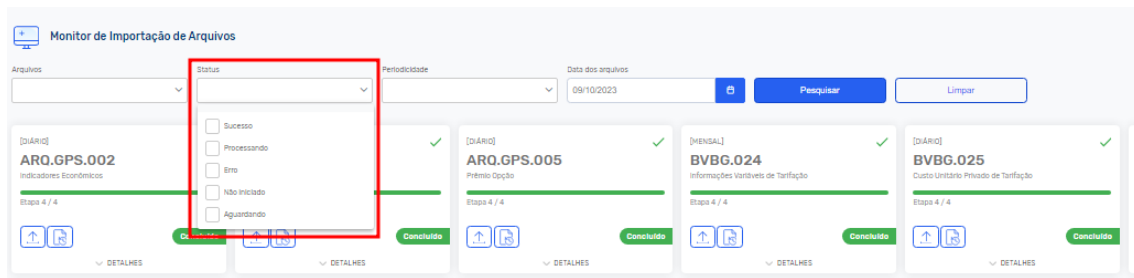 Monitor de Importação de Arquivos
Arquivos
Status
Periodicidade
Data dos arquivos
09/10/2023
Pesquisar
Limpar
Sucesso
Processando
Erro
Não Iniciado
Aguardando
[DIÁRIO]
ARQ.GPS.002
Indicadores Econômicos
Etapa 4 / 4
DETALHES
Concluído
DETALHES
[DIÁRIO]
ARQ.GPS.005
Prêmio Opção
Etapa 4 / 4
Concluído
DETALHES
[MENSAL]
BVBG.024
Informações Variáveis de Tarifação
Etapa 4 / 4
Concluído
DETALHES
[DIÁRIO]
BVBG.025
Custo Unitário Privado de Tarifação
Etapa 4 / 4
Concluído
DETALHES